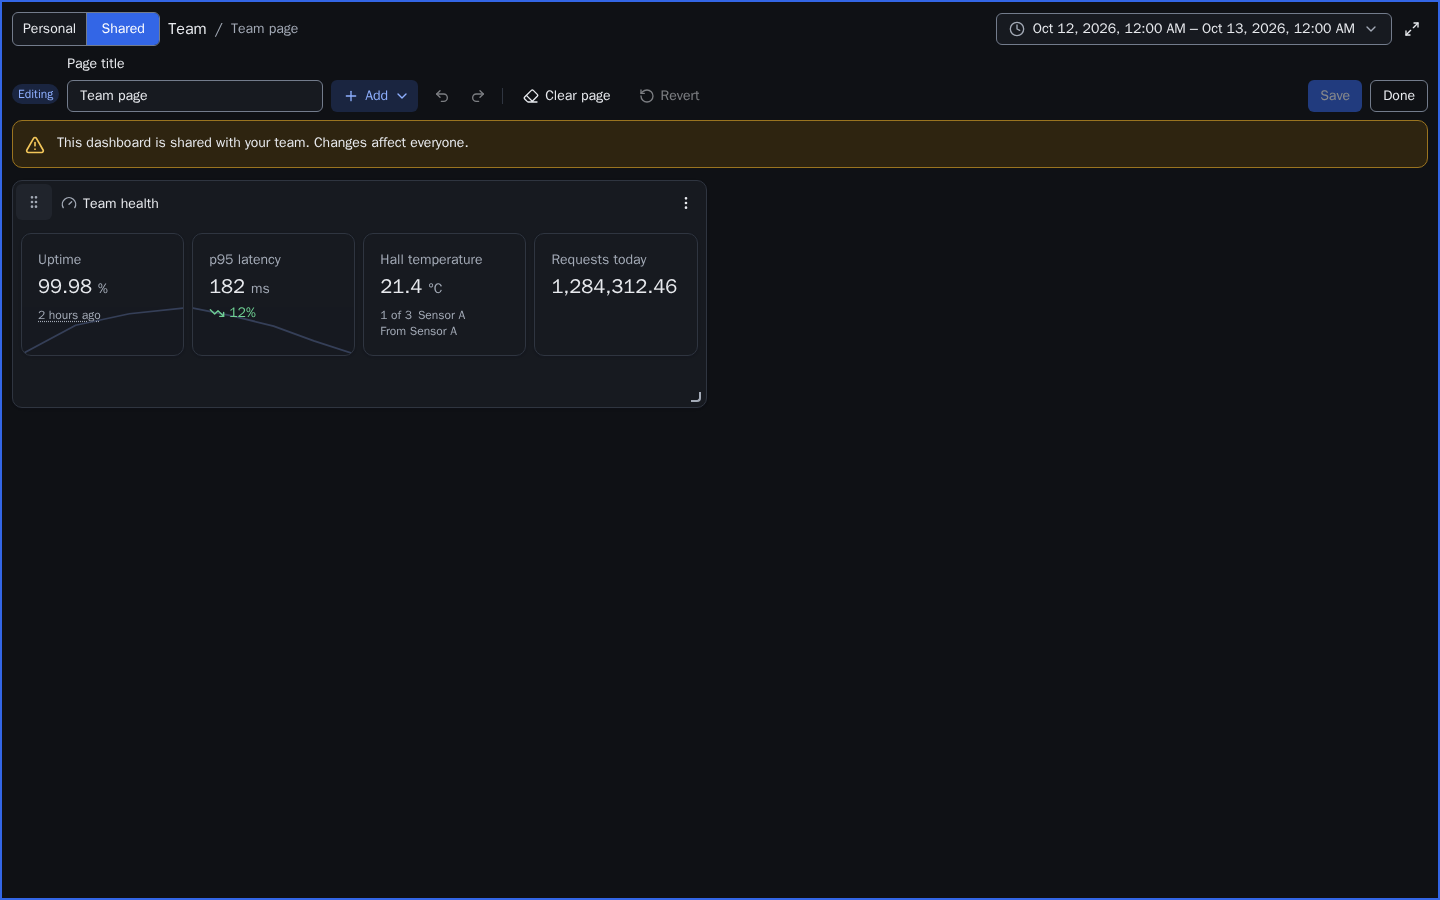 Personal Shared Team / Team page Oct 12, 2026, 12:00 AM – Oct 13, 2026, 12:00 AM
Page title
Editing Team page Add Clear page Revert Save Done
This dashboard is shared with your team. Changes affect everyone.
Team health
Uptime
99.98 %
2 hours ago
p95 latency
182 ms
12%
Hall temperature
21.4 °C
1 of 3 Sensor A
From Sensor A
Requests today
1,284,312.46